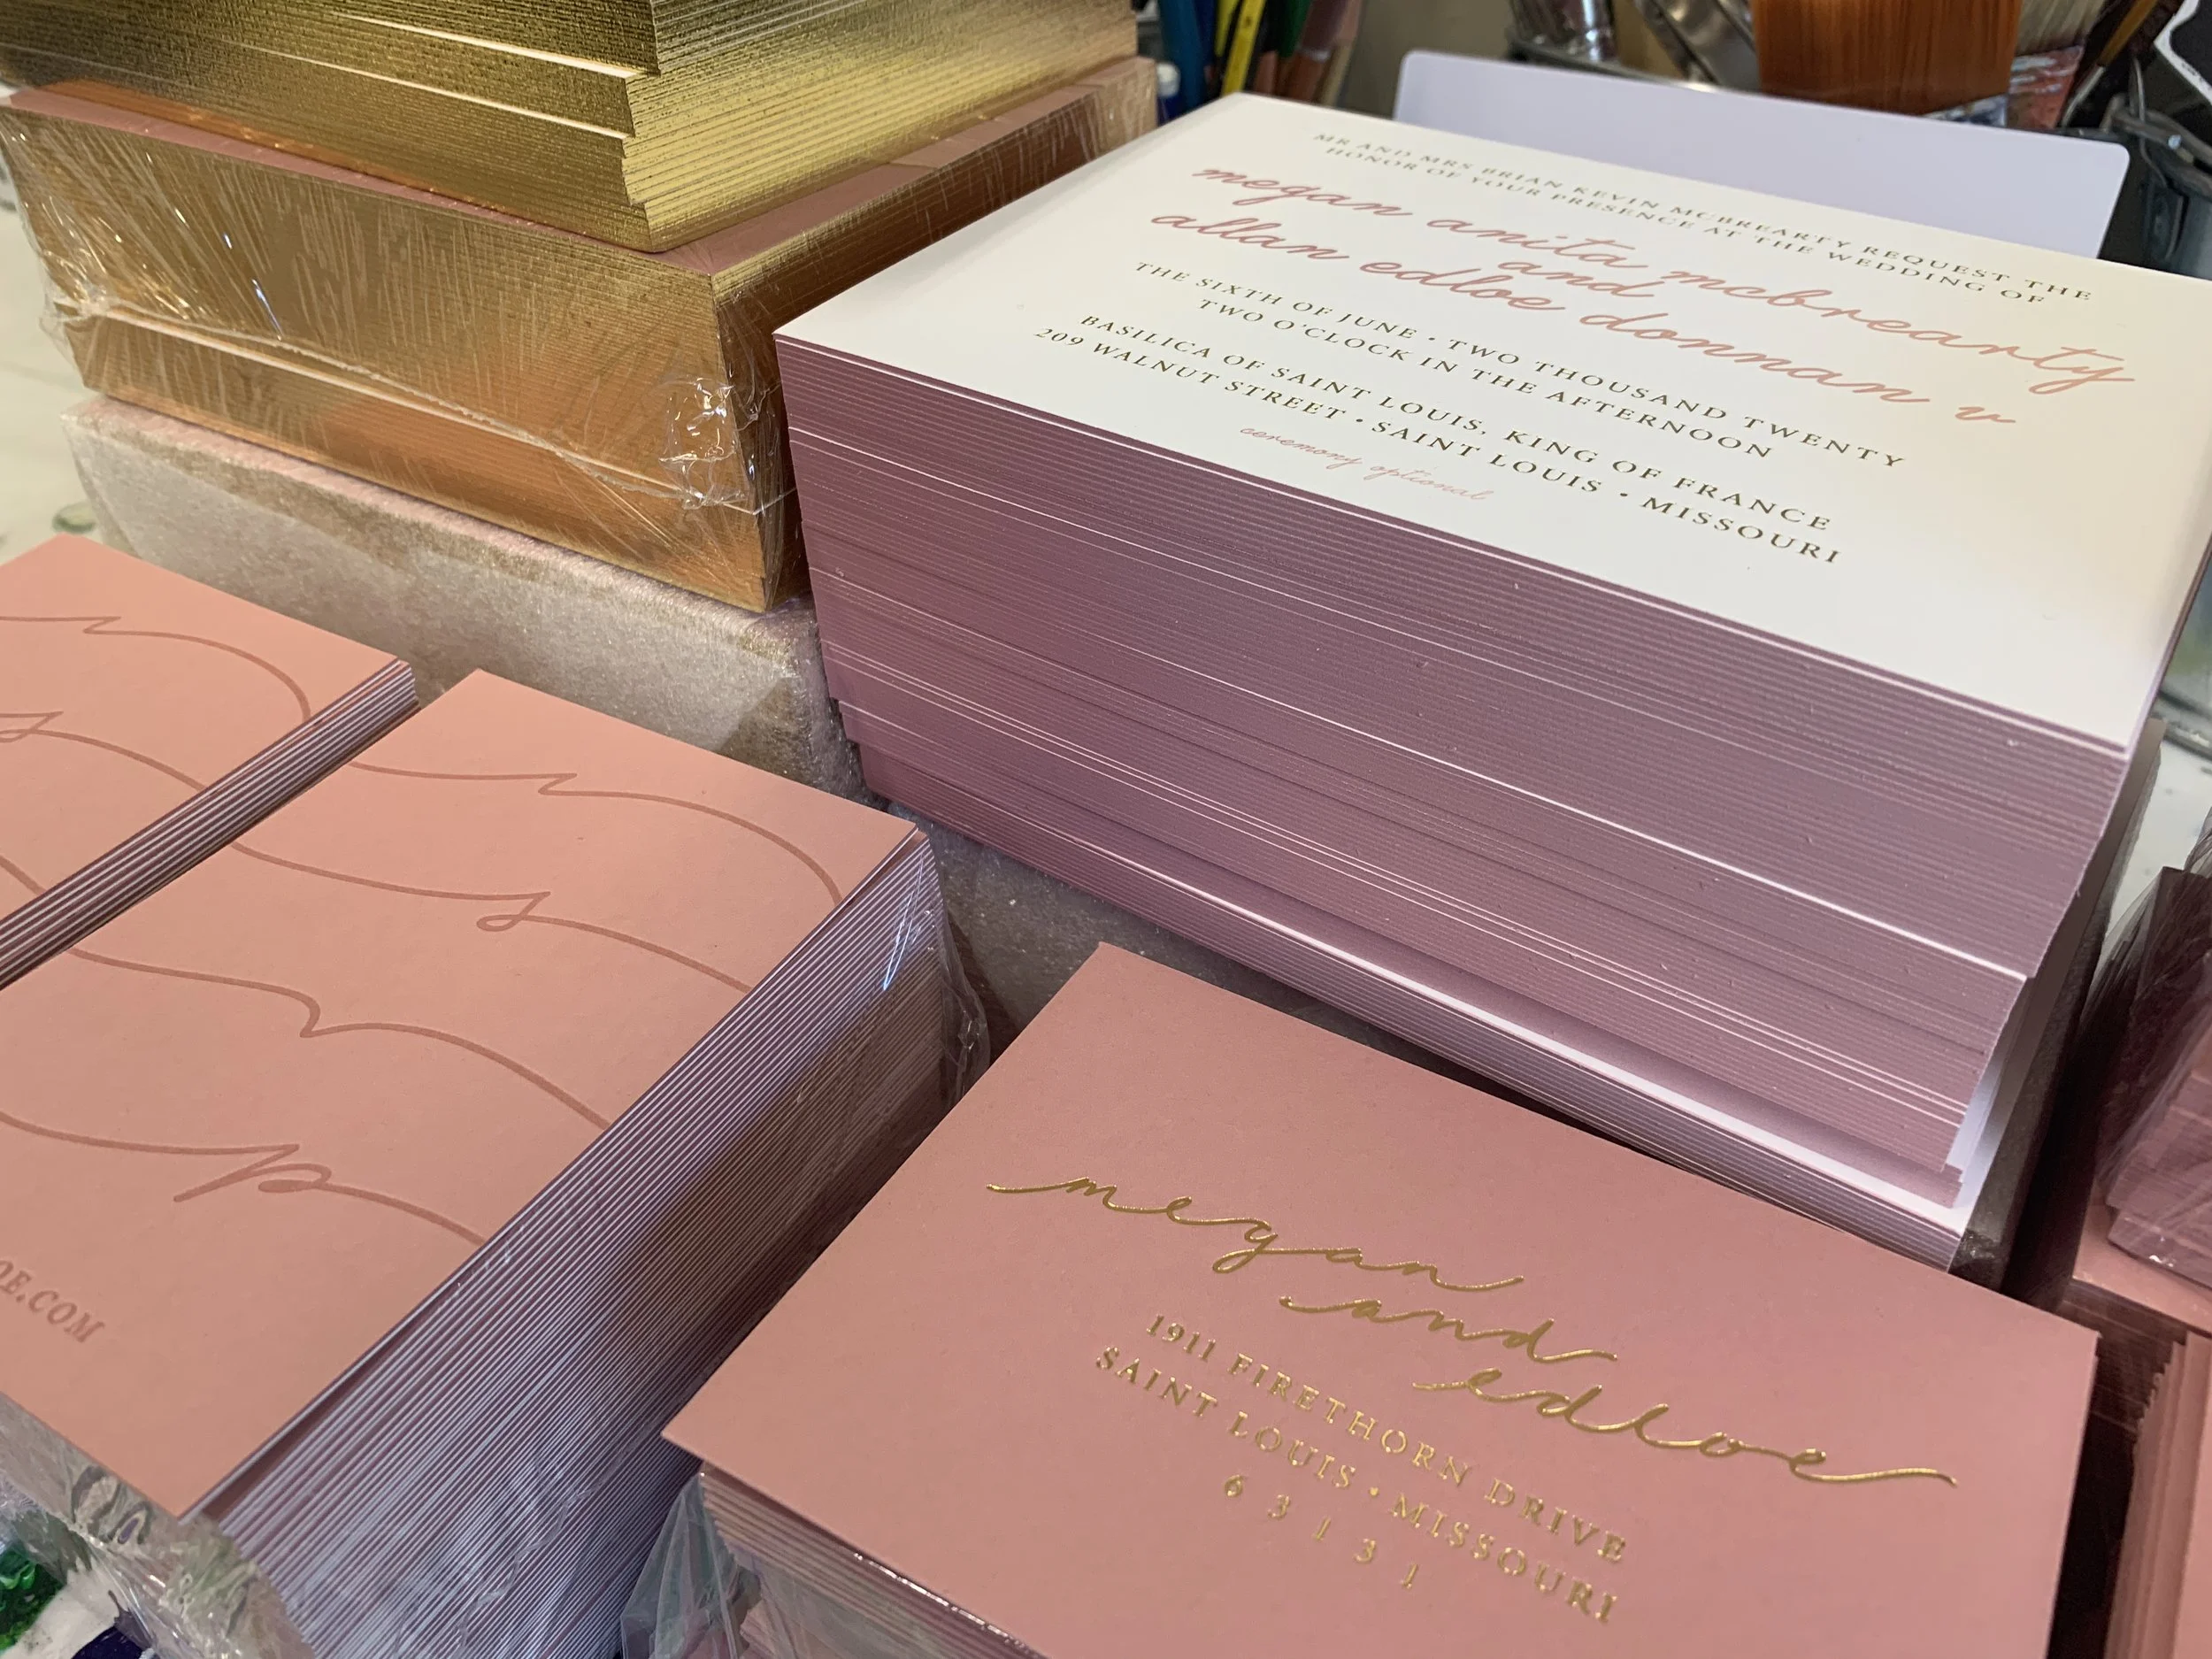 MR AND MRS BRIAN KEVIN MCBREARTY REQUEST THE
HONOR OF YOUR PRESENCE AT THE WEDDING OF
megan anita mcbrearty
and
allan edloe donnan v
THE SIXTH OF JUNE • TWO THOUSAND TWENTY
TWO O'CLOCK IN THE AFTERNOON
BASILICA OF SAINT LOUIS, KING OF FRANCE
209 WALNUT STREET • SAINT LOUIS • MISSOURI
ceremony optional
OE.COM
megan
and
edloe
1911 FIRETHORN DRIVE
SAINT LOUIS • MISSOURI
6 3 1 3 1